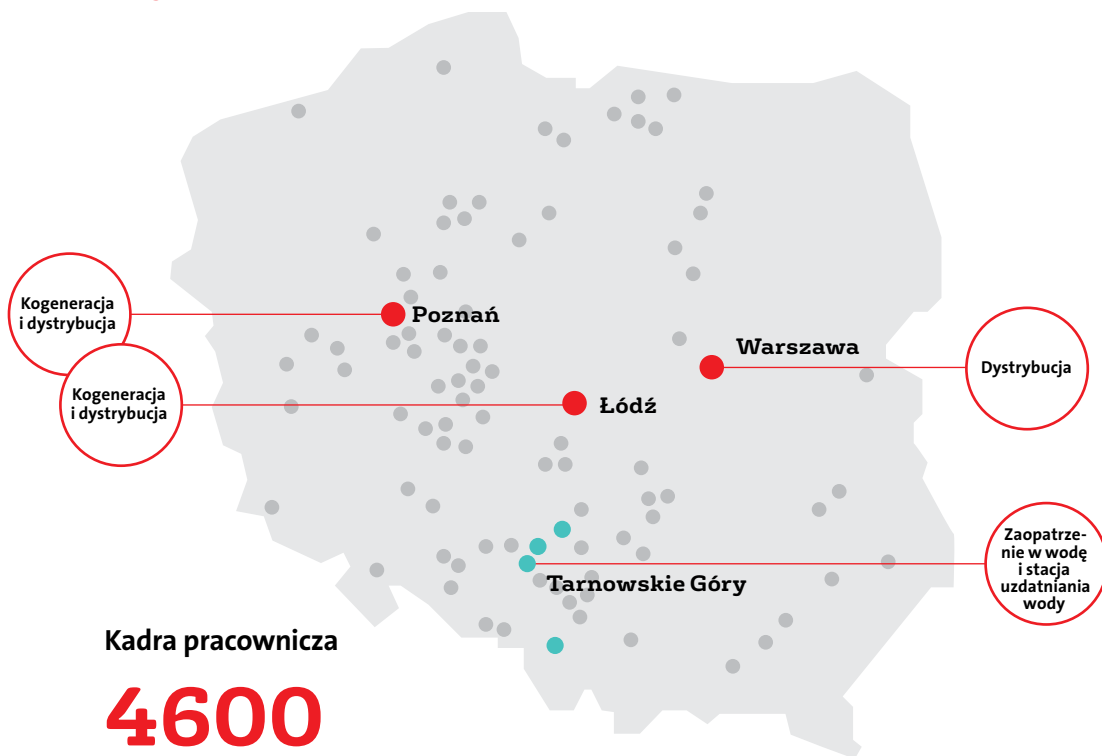 Kogeneracja
i dystrybucja
Poznań
Warszawa
Dystrybucja
Kogeneracja
i dystrybucja
Łódź
Zaopatrze-
nie w wodę
i stacja
uzdatniania
wody
Tarnowskie Góry
Kadra pracownicza
4600